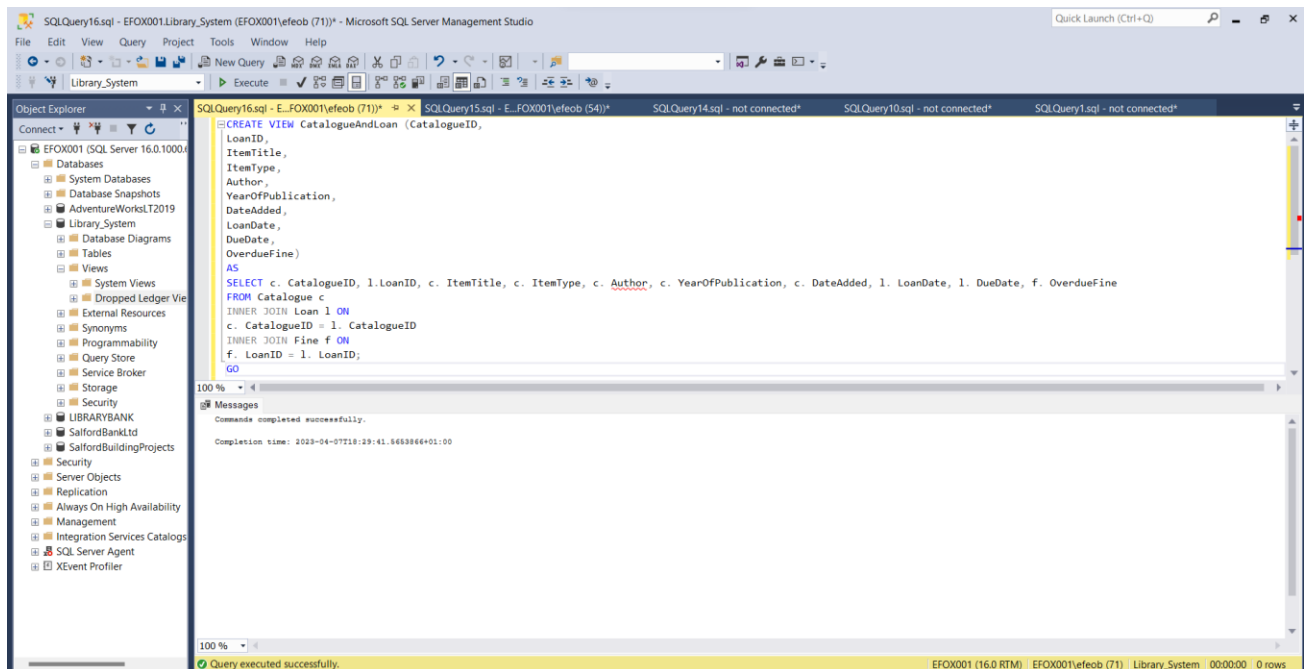 SQLQuery16.sql - EFOX001.Library_System (EFOX001\efeob (71))* - Microsoft SQL Server Management Studio
Quick Launch (Ctrl+Q)
File Edit View Query Project Tools Window Help
New Query
Library_System
Execute
Object Explorer
SQLQuery16.sql - E...FOX001\efeob (71))* SQLQuery15.sql - E...FOX001\efeob (54))* SQLQuery14.sql - not connected* SQLQuery10.sql - not connected* SQLQuery1.sql - not connected*
Connect
EFOX001 (SQL Server 16.0.1000.
Databases
System Databases
Database Snapshots
AdventureWorksLT2019
Library_System
Database Diagrams
Tables
Views
System Views
Dropped Ledger Vie
External Resources
Synonyms
Programmability
Query Store
Service Broker
Storage
Security
LIBRARYBANK
SalfordBankLtd
SalfordBuildingProjects
Security
Server Objects
Replication
Always On High Availability
Management
Integration Services Catalogs
SQL Server Agent
XEvent Profiler
CREATE VIEW CatalogueAndLoan (CatalogueID,
LoanID,
ItemTitle,
ItemType,
Author,
YearOfPublication,
DateAdded,
LoanDate,
DueDate,
OverdueFine)
AS
SELECT c. CatalogueID, l.LoanID, c. ItemTitle, c. ItemType, c. Author, c. YearOfPublication, c. DateAdded, l. LoanDate, l. DueDate, f. OverdueFine
FROM Catalogue c
INNER JOIN Loan l ON
c. CatalogueID = l. CatalogueID
INNER JOIN Fine f ON
f. LoanID = l. LoanID;
GO
100 %
Messages
Commands completed successfully.
Completion time: 2023-04-07T18:29:41.5653866+01:00
100 %
Query executed successfully.
EFOX001 (16.0 RTM) EFOX001\efeob (71) Library_System 00:00:00 0 rows